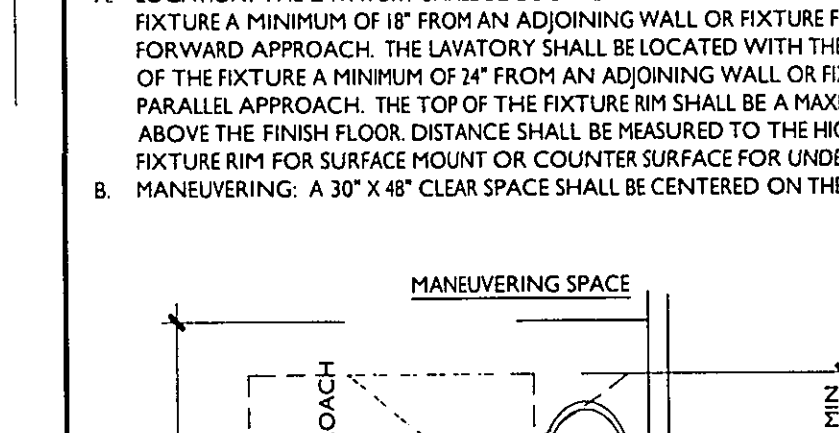 FIXTURE A MINIMUM OF 18" FROM AN ADJOINING WALL OR FIXTURE F
FORWARD APPROACH. THE LAVATORY SHALL BE LOCATED WITH THE
OF THE FIXTURE A MINIMUM OF 24" FROM AN ADJOINING WALL OR FI
PARALLEL APPROACH. THE TOP OF THE FIXTURE RIM SHALL BE A MAX
ABOVE THE FINISH FLOOR. DISTANCE SHALL BE MEASURED TO THE HIG
FIXTURE RIM FOR SURFACE MOUNT OR COUNTER SURFACE FOR UNDE
B. MANEUVERING: A 30" X 48" CLEAR SPACE SHALL BE CENTERED ON THE
MANEUVERING SPACE
OACH
MIN